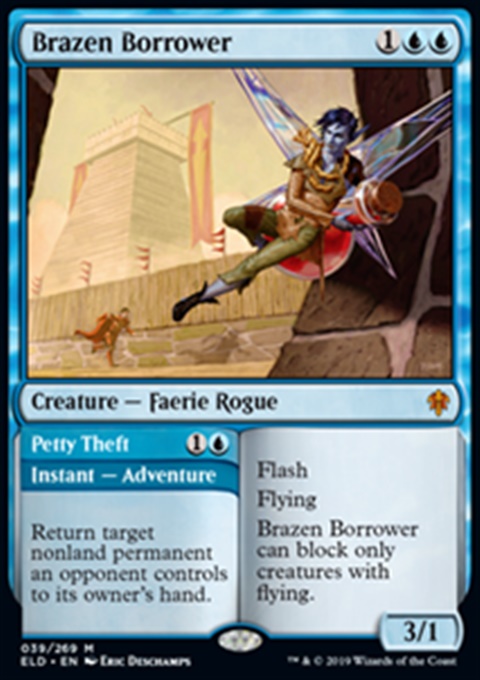 Brazen Borrower 1
Creature — Faerie Rogue
Petty Theft 1
Instant — Adventure
Return target
nonland permanent
an opponent controls
to its owner's hand.
Flash
Flying
Brazen Borrower
can block only
creatures with
flying.
3/1
039/269 M
ELD • EN Eric Deschamps
™ & © 2019 Wizards of the Coast